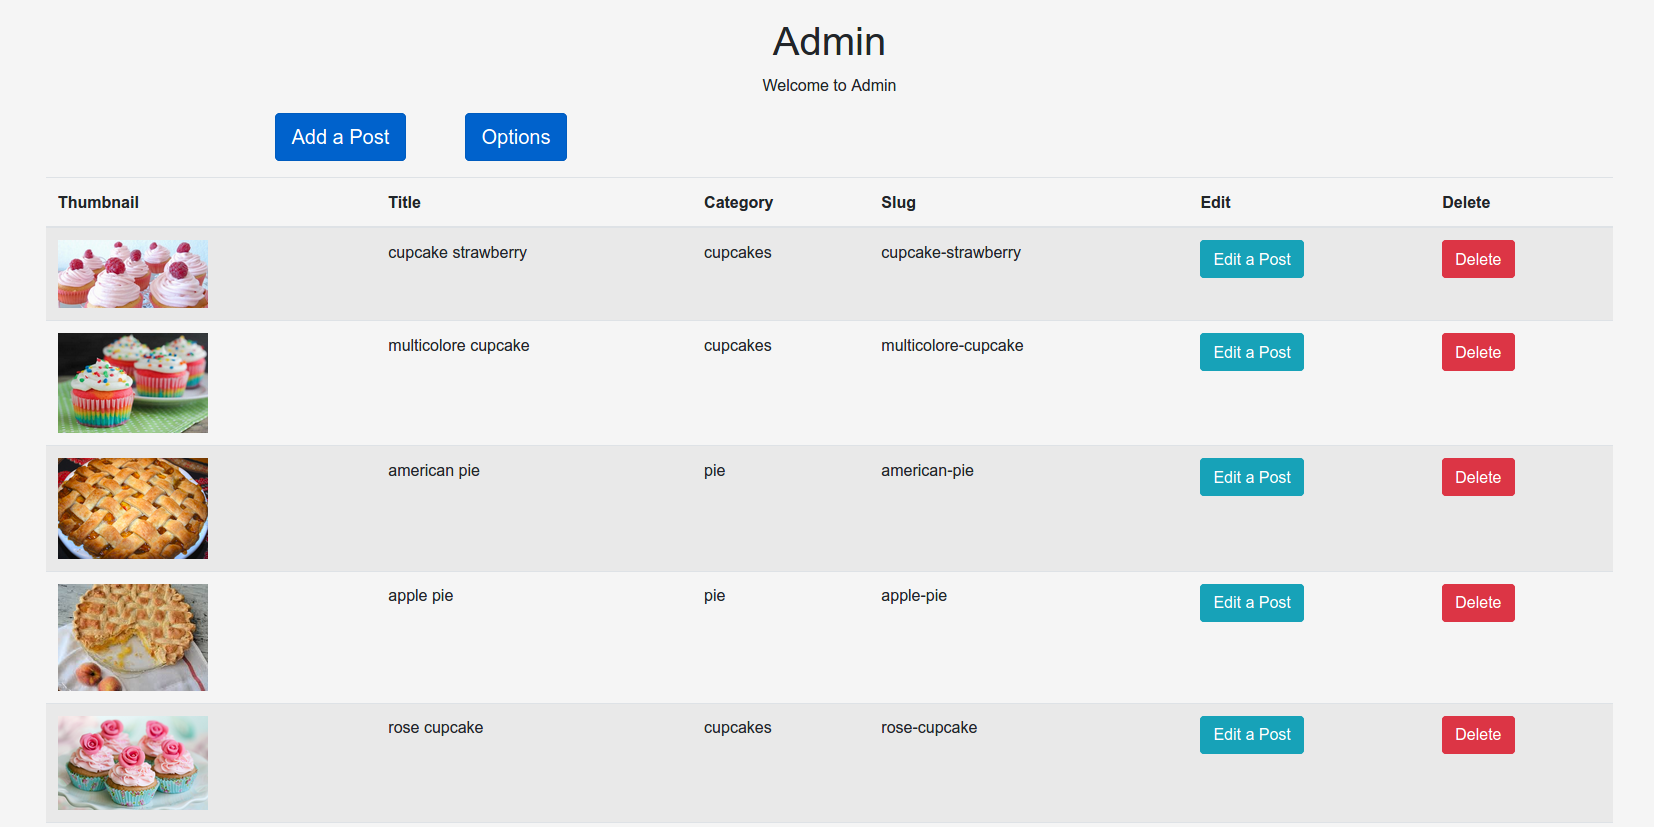 Admin
Welcome to Admin
Add a Post Options
Thumbnail Title Category Slug Edit Delete
cupcake strawberry cupcakes cupcake-strawberry Edit a Post Delete
multicolore cupcake cupcakes multicolore-cupcake Edit a Post Delete
american pie pie american-pie Edit a Post Delete
apple pie pie apple-pie Edit a Post Delete
rose cupcake cupcakes rose-cupcake Edit a Post Delete